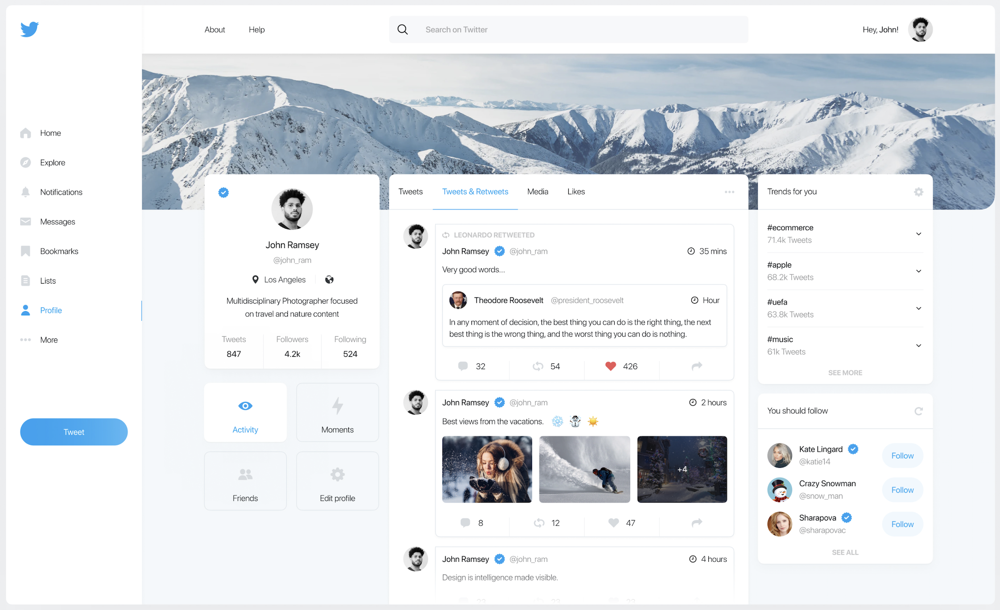 About
Help
Search on Twitter
Hey, John!
Home
Explore
Notifications
Messages
Bookmarks
Lists
Profile
More
Tweet
John Ramsey
@john_ram
Los Angeles
Multidisciplinary Photographer focused
on travel and nature content
Tweets
847
Followers
4.2k
Following
524
Activity
Moments
Friends
Edit profile
Tweets
Tweets & Retweets
Media
Likes
LEONARDO RETWEETED
John Ramsey @john_ram 35 mins
Very good words...
Theodore Roosevelt @president_roosevelt Hour
In any moment of decision, the best thing you can do is the right thing, the next
best thing is the wrong thing, and the worst thing you can do is nothing.
32 54 426
John Ramsey @john_ram 2 hours
Best views from the vacations. ❄️ ☃️ ☀️
+4
8 12 47
John Ramsey @john_ram 4 hours
Design is intelligence made visible.
23 23 23
Trends for you
#ecommerce
71.4k Tweets
#apple
68.2k Tweets
#uefa
63.8k Tweets
#music
61k Tweets
SEE MORE
You should follow
Kate Lingard
@katie14
Follow
Crazy Snowman
@snow_man
Follow
Sharapova
@sharapovac
Follow
SEE ALL